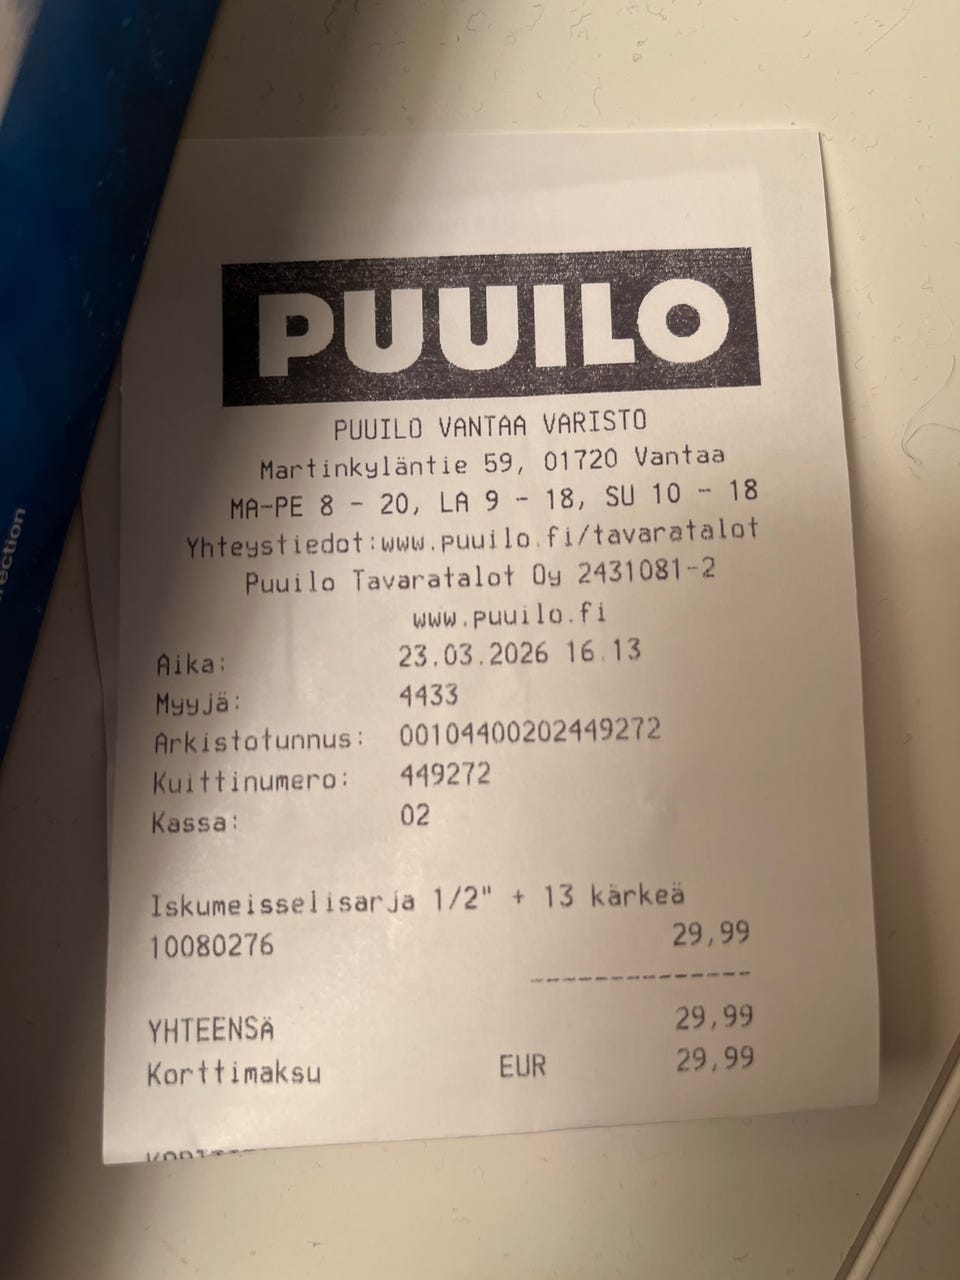 ection
PUUILO
PUUILO VANTAA VARISTO
Martinkyläntie 59, 01720 Vantaa
MA-PE 8 - 20, LA 9 - 18, SU 10 - 18
Yhteystiedot:www.puuilo.fi/tavaratalot
Puuilo Tavaratalot Oy 2431081-2
www.puuilo.fi
Aika: 23.03.2026 16.13
Myyjä: 4433
Arkistotunnus: 00104400202449272
Kuittinumero: 449272
Kassa: 02
Iskumeisselisarja 1/2" + 13 kärkeä
10080276 29,99
--------------
YHTEENSÄ 29,99
Korttimaksu EUR 29,99